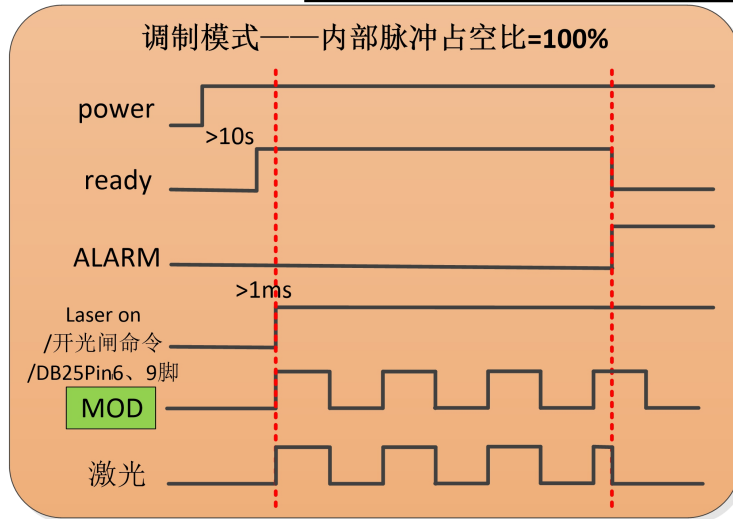 调制模式——内部脉冲占空比=100%
power
>10s
ready
ALARM
>1ms
Laser on
/开光闸命令
/DB25Pin6、9脚
MOD
激光